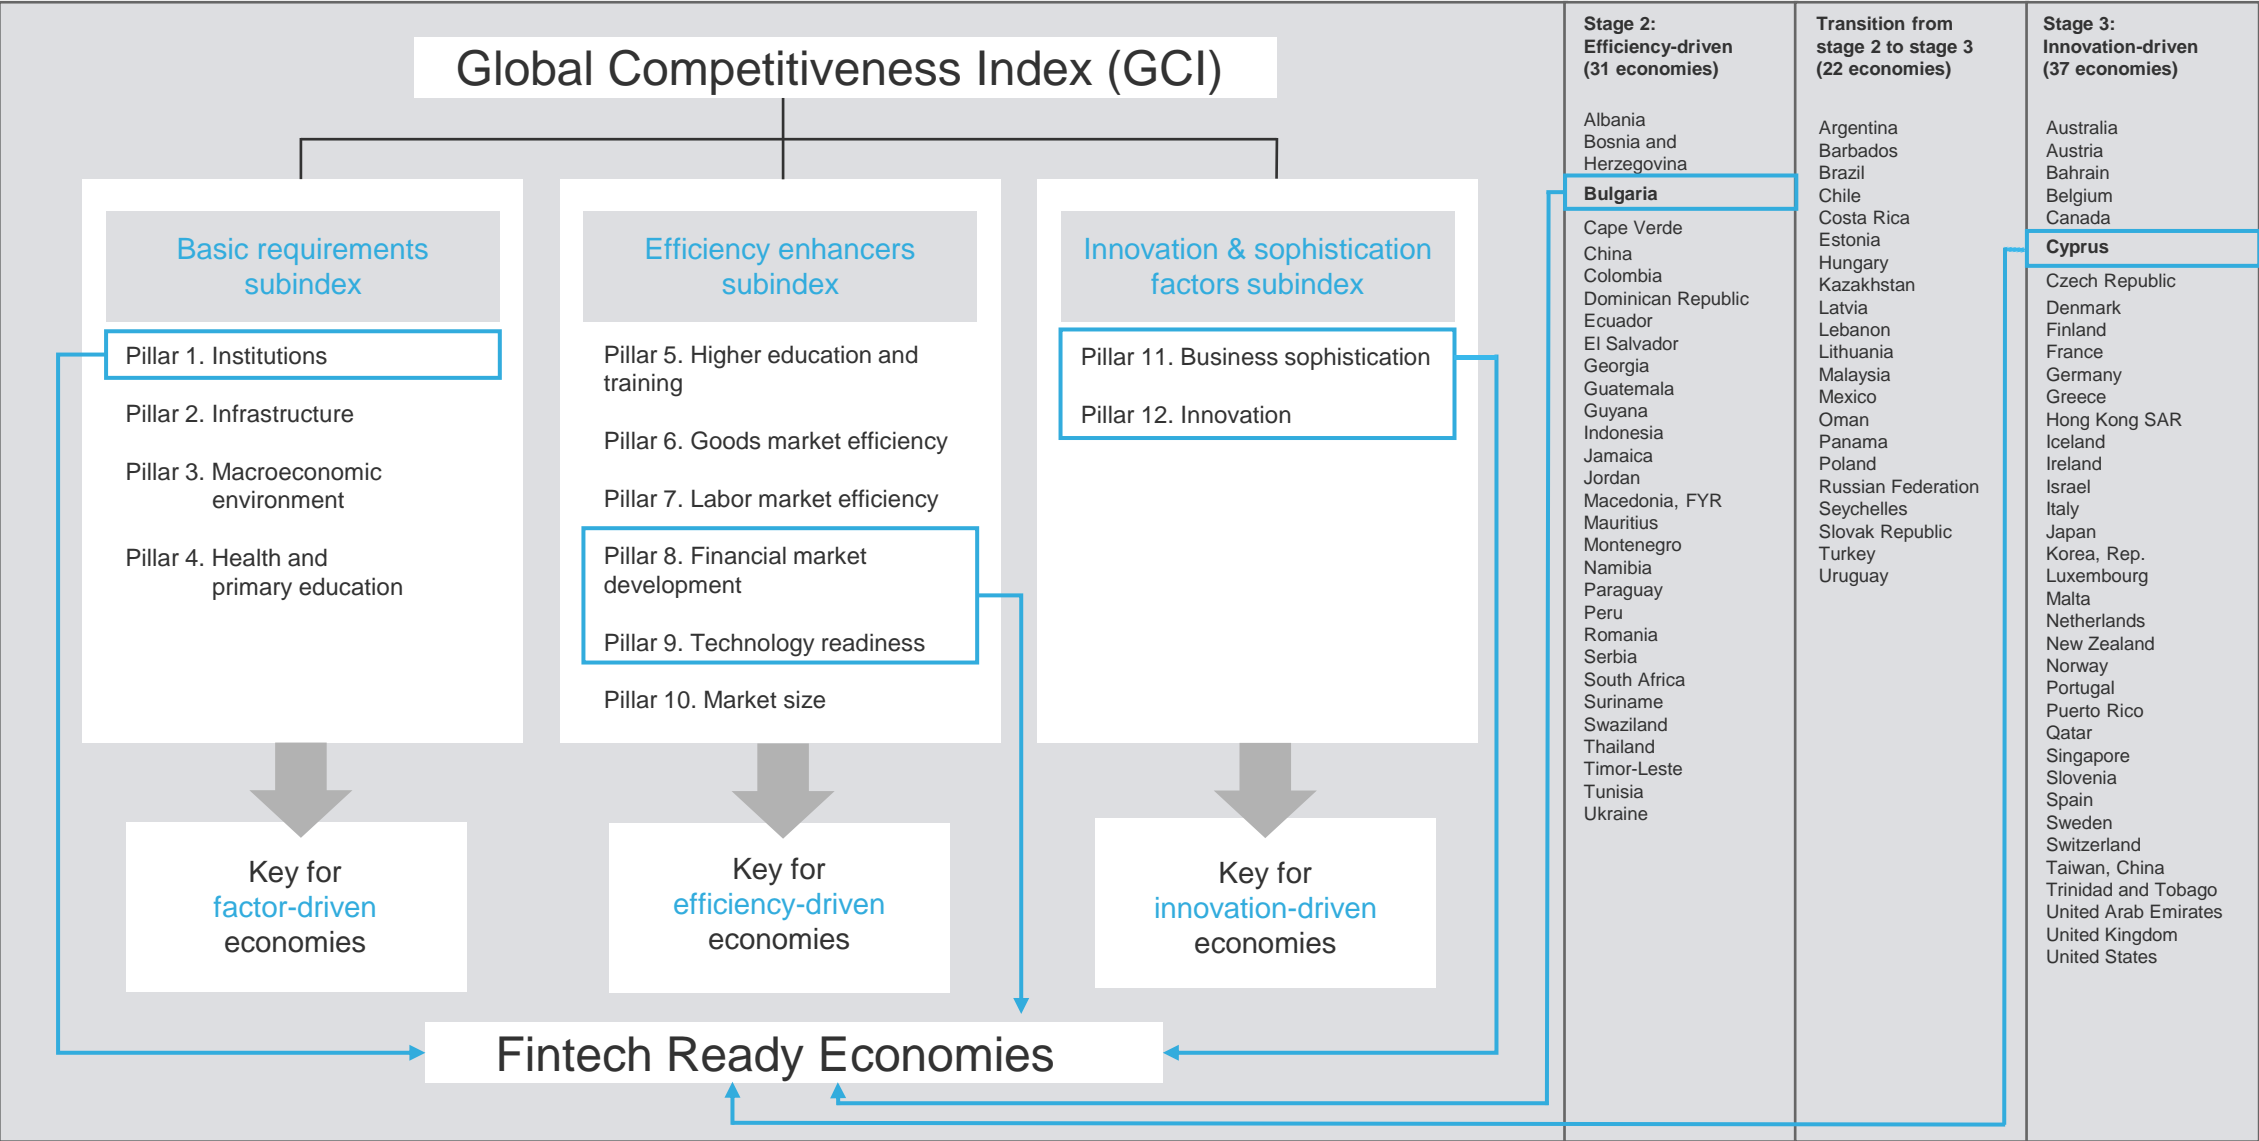 Global Competitiveness Index (GCI)
Basic requirements
subindex
Pillar 1. Institutions
Pillar 2. Infrastructure
Pillar 3. Macroeconomic
environment
Pillar 4. Health and
primary education
Key for
factor-driven
economies
Efficiency enhancers
subindex
Pillar 5. Higher education and
training
Pillar 6. Goods market efficiency
Pillar 7. Labor market efficiency
Pillar 8. Financial market
development
Pillar 9. Technology readiness
Pillar 10. Market size
Key for
efficiency-driven
economies
Innovation & sophistication
factors subindex
Pillar 11. Business sophistication
Pillar 12. Innovation
Key for
innovation-driven
economies
Fintech Ready Economies
Stage 2:
Efficiency-driven
(31 economies)
Albania
Bosnia and
Herzegovina
Bulgaria
Cape Verde
China
Colombia
Dominican Republic
Ecuador
El Salvador
Georgia
Guatemala
Guyana
Indonesia
Jamaica
Jordan
Macedonia, FYR
Mauritius
Montenegro
Namibia
Paraguay
Peru
Romania
Serbia
South Africa
Suriname
Swaziland
Thailand
Timor-Leste
Tunisia
Ukraine
Transition from
stage 2 to stage 3
(22 economies)
Argentina
Barbados
Brazil
Chile
Costa Rica
Estonia
Hungary
Kazakhstan
Latvia
Lebanon
Lithuania
Malaysia
Mexico
Oman
Panama
Poland
Russian Federation
Seychelles
Slovak Republic
Turkey
Uruguay
Stage 3:
Innovation-driven
(37 economies)
Australia
Austria
Bahrain
Belgium
Canada
Cyprus
Czech Republic
Denmark
Finland
France
Germany
Greece
Hong Kong SAR
Iceland
Ireland
Israel
Italy
Japan
Korea, Rep.
Luxembourg
Malta
Netherlands
New Zealand
Norway
Portugal
Puerto Rico
Qatar
Singapore
Slovenia
Spain
Sweden
Switzerland
Taiwan, China
Trinidad and Tobago
United Arab Emirates
United Kingdom
United States